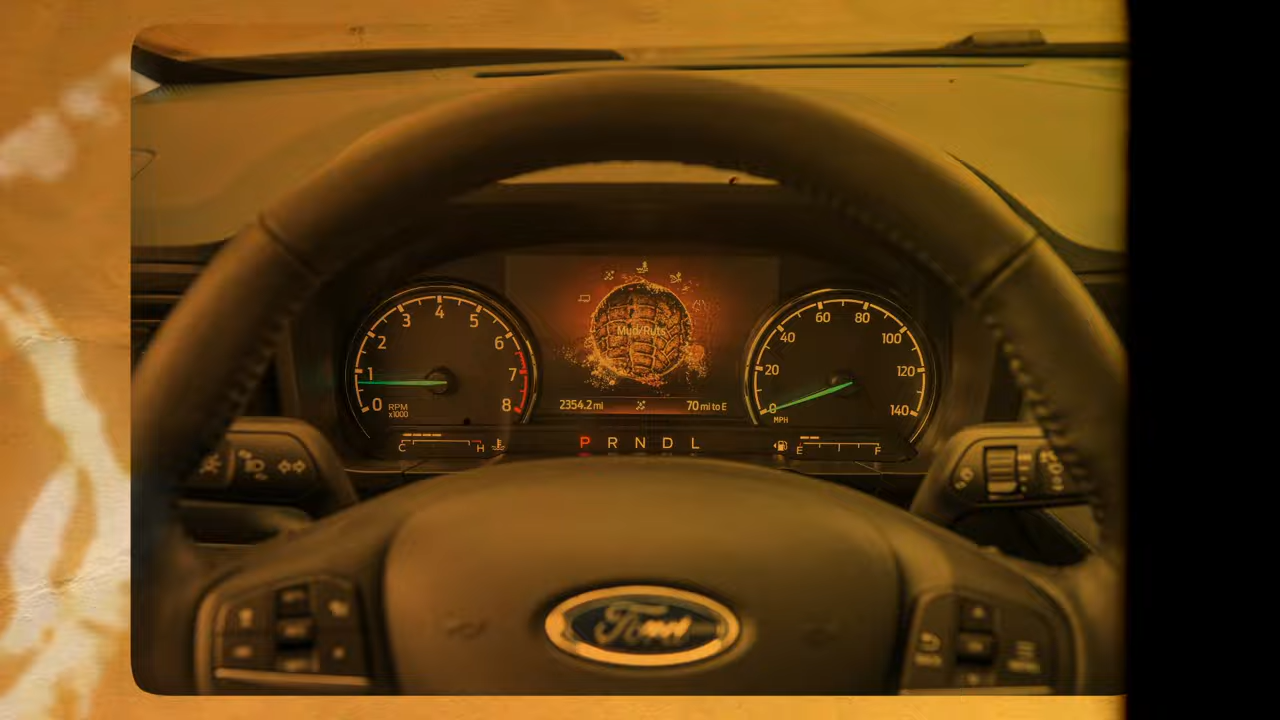 Mud/Ruts
0 1 2 3 4 5 6 7 8
RPM
x1000
0 20 40 60 80 100 120 140
MPH
2354.2 mi
70 mi to E
C H
P R N D L
E F
Ford